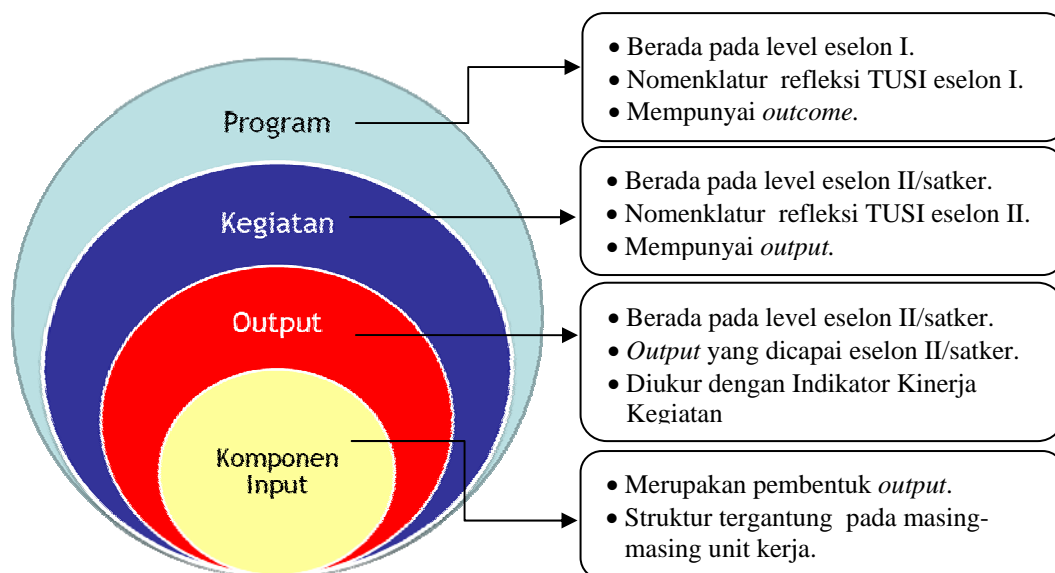 Program
• Berada pada level eselon I.
• Nomenklatur refleksi TUSI eselon I.
• Mempunyai outcome.
Kegiatan
• Berada pada level eselon II/satker.
• Nomenklatur refleksi TUSI eselon II.
• Mempunyai output.
Output
• Berada pada level eselon II/satker.
• Output yang dicapai eselon II/satker.
• Diukur dengan Indikator Kinerja
Kegiatan
Komponen
Input
• Merupakan pembentuk output.
• Struktur tergantung pada masing-
masing unit kerja.